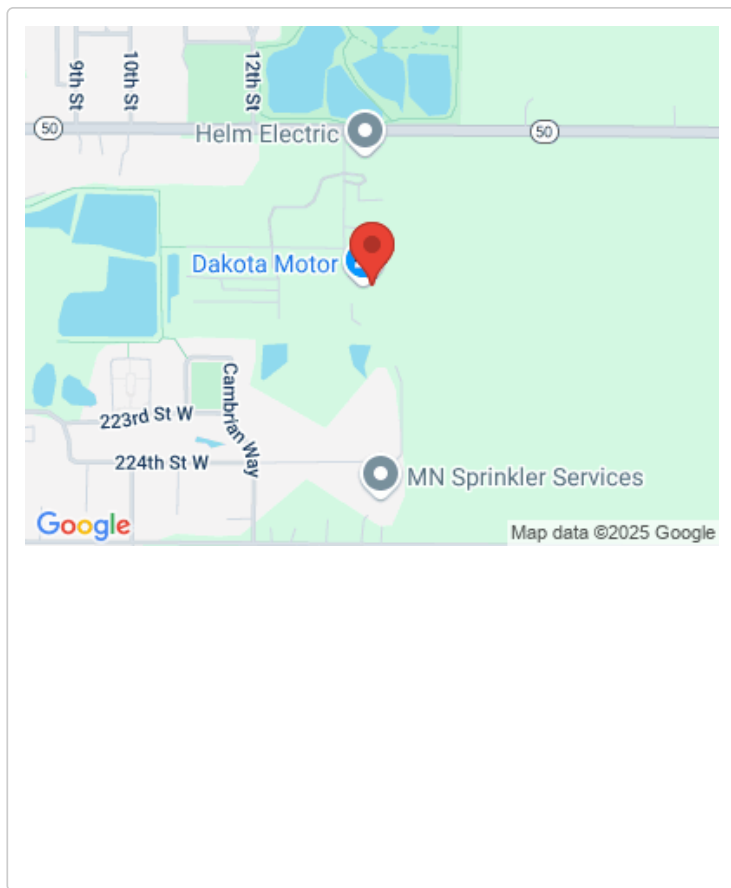 9th St
10th St
12th St
50
Helm Electric
50
Dakota Motor
Cambrian Way
223rd St W
224th St W
MN Sprinkler Services
Google
Map data ©2025 Google